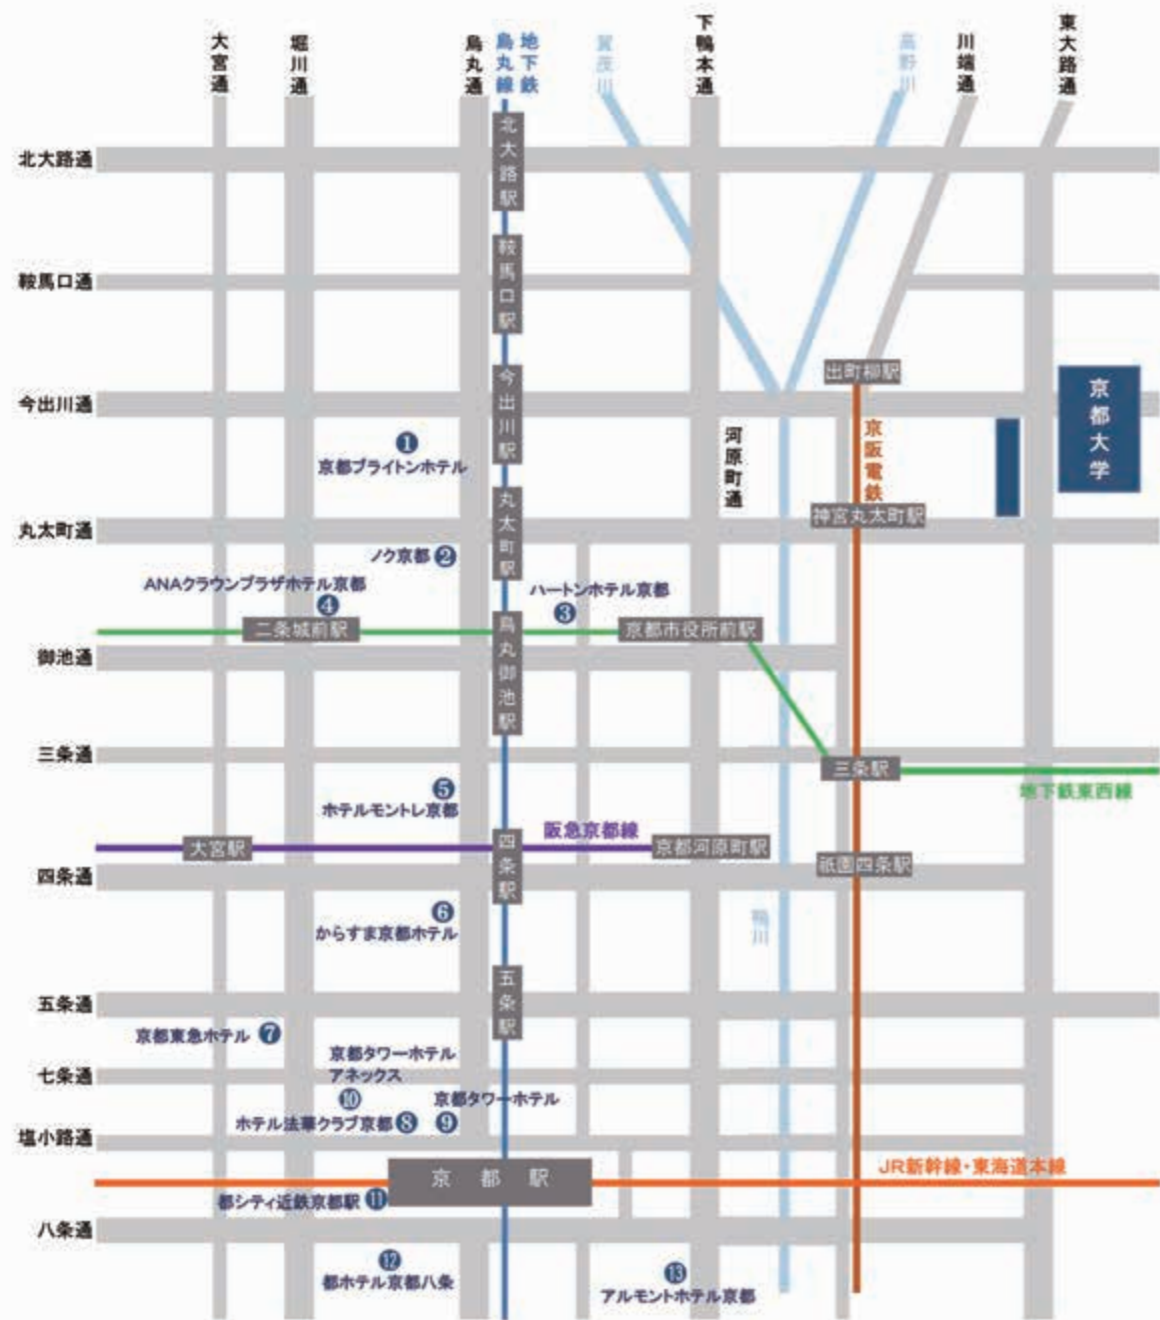 大宮通
堀川通
烏丸通
地下鉄
烏丸線
賀茂川
下鴨本通
高野川
川端通
東大路通
北大路通
北大路駅
鞍馬口通
鞍馬口駅
出町柳駅
今出川通
今出川駅
京都大学
❶
京都ブライトンホテル
河原町通
京阪電鉄
丸太町通
丸太町駅
神宮丸太町駅
ノク京都 ❷
ANAクラウンプラザホテル京都
❹
ハートンホテル京都
❸
二条城前駅
烏丸御池駅
京都市役所前駅
御池通
三条通
三条駅
地下鉄東西線
❺
ホテルモントレ京都
阪急京都線
大宮駅
四条駅
京都河原町駅
祇園四条駅
四条通
❻
からすま京都ホテル
鴨川
五条駅
五条通
京都東急ホテル ❼
京都タワーホテル
アネックス
❿
七条通
京都タワーホテル
❾
ホテル法華クラブ京都 ❽
塩小路通
京都駅
JR新幹線・東海道本線
都シティ近鉄京都駅 ⓫
八条通
⓬
都ホテル京都八条
⓭
アルモントホテル京都